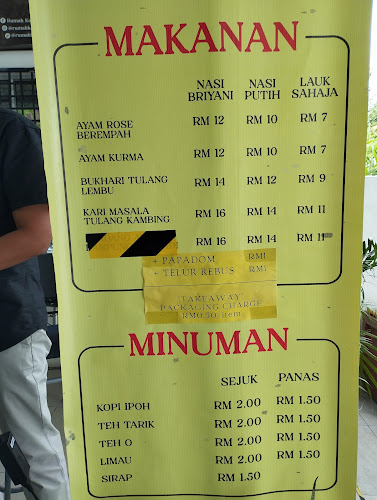 MAKANAN
NASI BRIYANI NASI PUTIH LAUK SAHAJA
AYAM ROSE BEREMPAH RM 12 RM 10 RM 7
AYAM KURMA RM 12 RM 10 RM 7
BUKHARI TULANG LEMBU RM 14 RM 12 RM 9
KARI MASALA TULANG KAMBING RM 16 RM 14 RM 11
RM 16 RM 14 RM 11
+ PAPADOM RM1
+ TELUR REBUS RM1
TAKEAWAY
PACKAGING CHARGE
RM0.50/item
MINUMAN
SEJUK PANAS
KOPI IPOH RM 2.00 RM 1.50
TEH TARIK RM 2.00 RM 1.50
TEH O RM 2.00 RM 1.50
LIMAU RM 2.00 RM 1.50
SIRAP RM 1.50